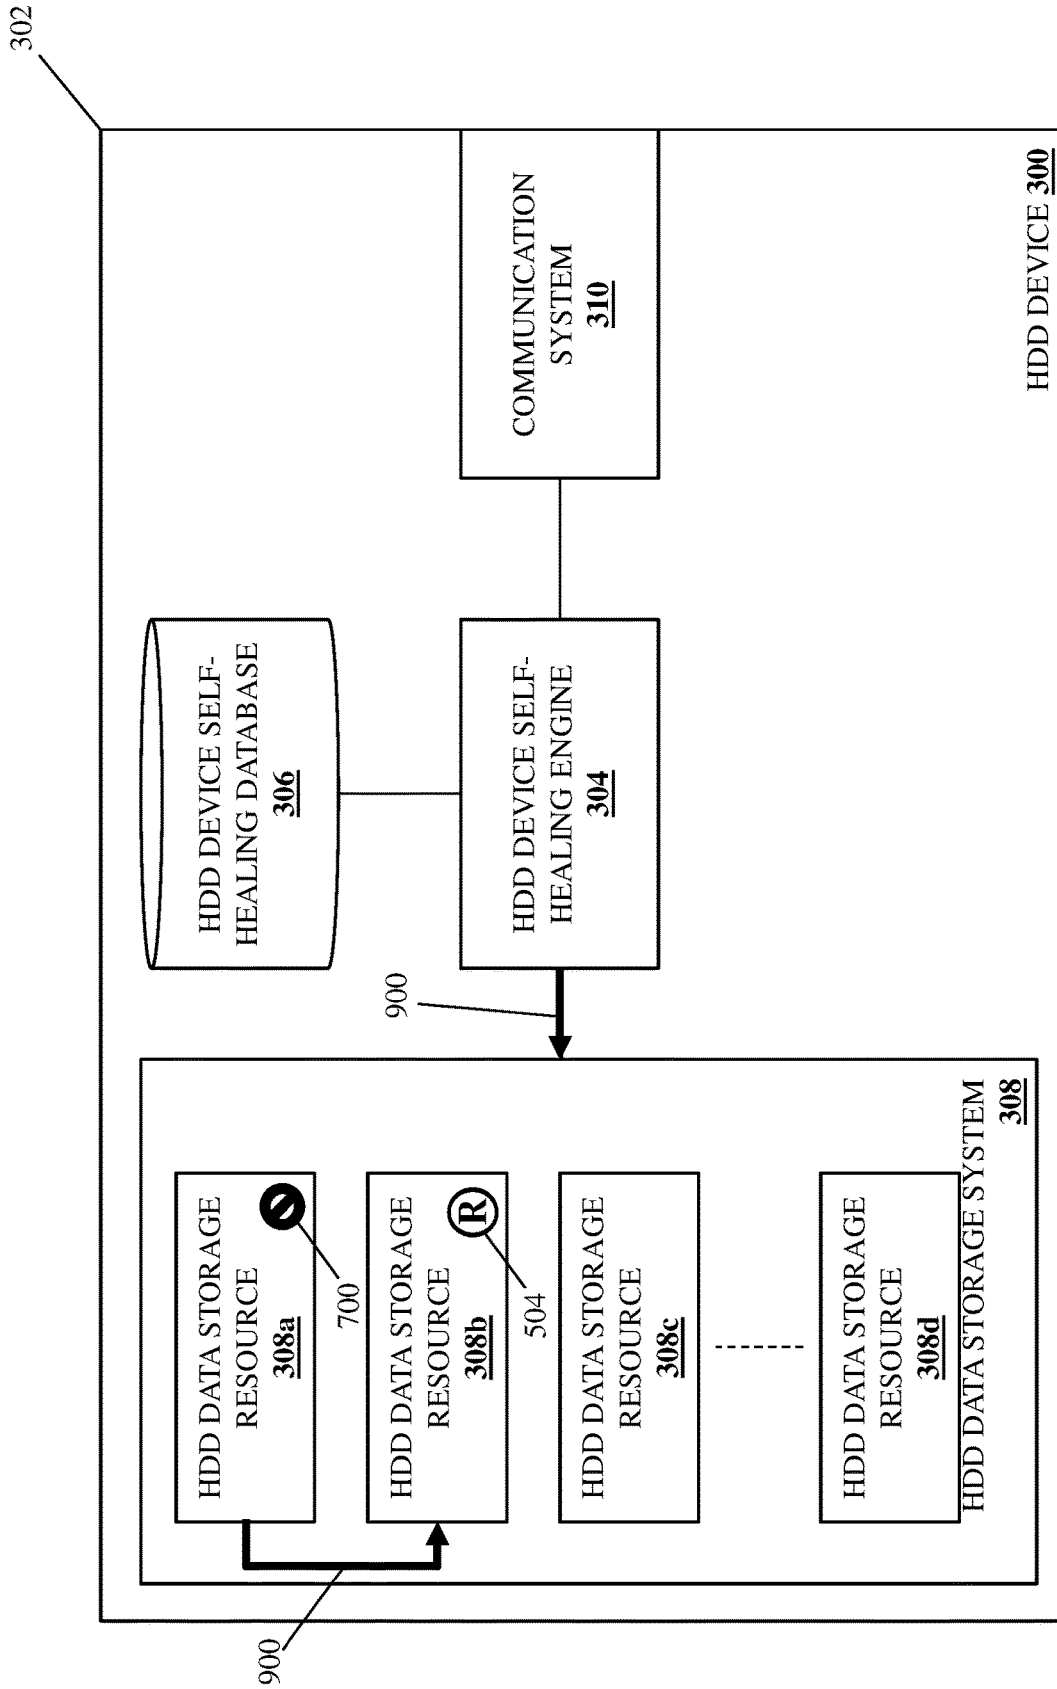 302
HDD DEVICE SELF-
HEALING DATABASE
306
HDD DEVICE SELF-
HEALING ENGINE
304
COMMUNICATION
SYSTEM
310
900
HDD DATA STORAGE
RESOURCE
308a
700
HDD DATA STORAGE
RESOURCE
308b
R
504
HDD DATA STORAGE
RESOURCE
308c
HDD DATA STORAGE
RESOURCE
308d
HDD DATA STORAGE SYSTEM
308
900
HDD DEVICE 300